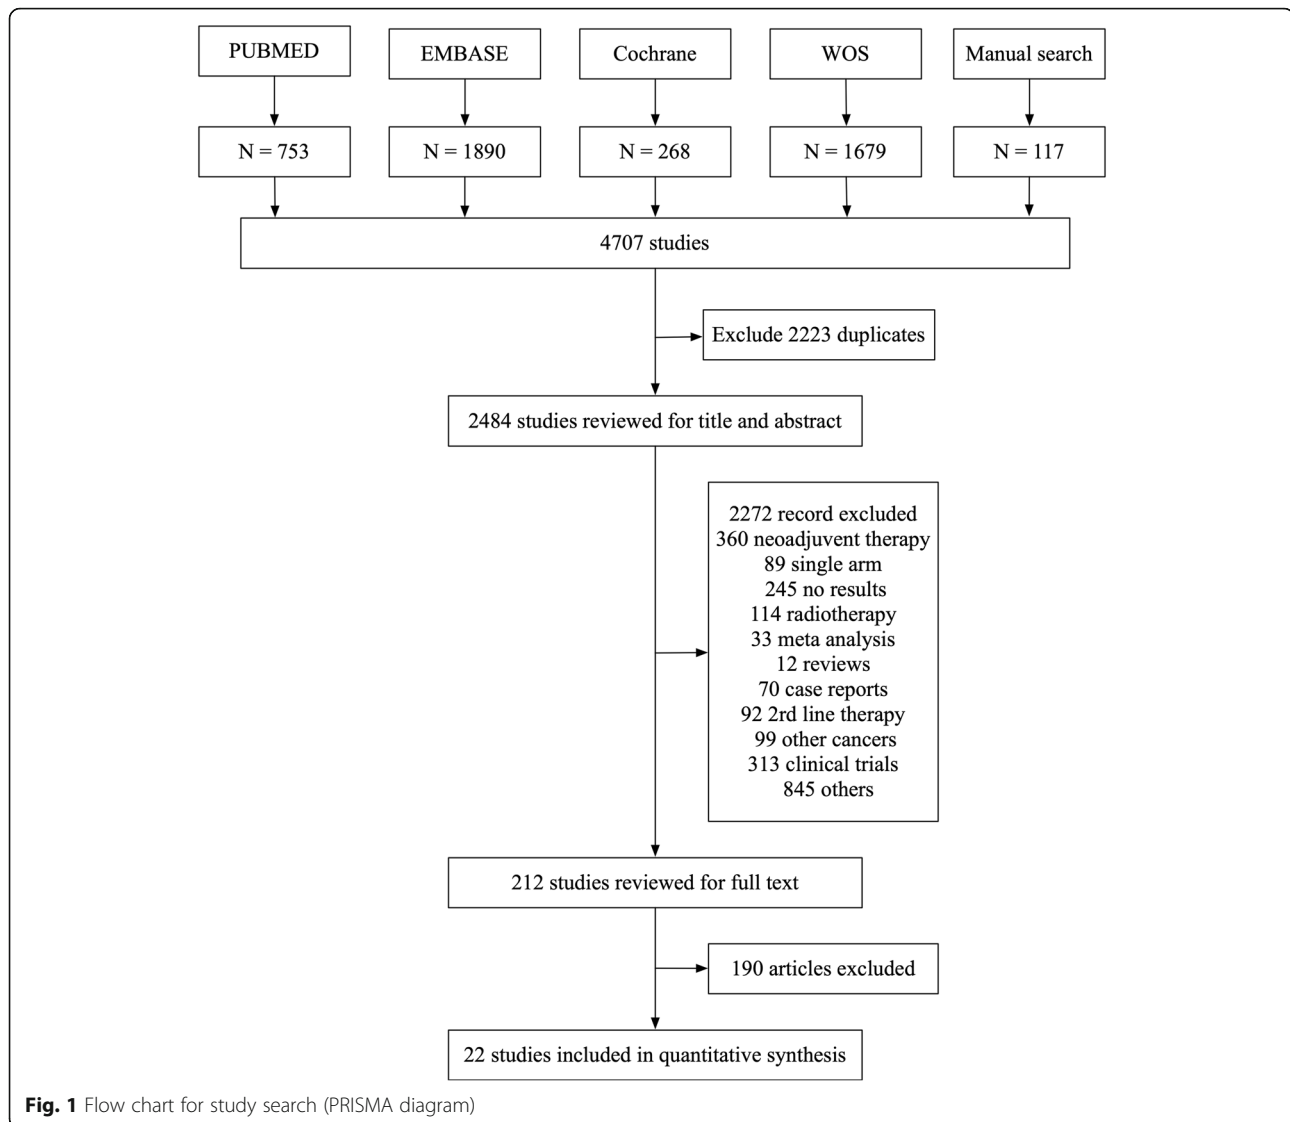 PUBMED
EMBASE
Cochrane
WOS
Manual search
N = 753
N = 1890
N = 268
N = 1679
N = 117
4707 studies
Exclude 2223 duplicates
2484 studies reviewed for title and abstract
2272 record excluded
360 neoadjuvent therapy
89 single arm
245 no results
114 radiotherapy
33 meta analysis
12 reviews
70 case reports
92 2rd line therapy
99 other cancers
313 clinical trials
845 others
212 studies reviewed for full text
190 articles excluded
22 studies included in quantitative synthesis
Fig. 1 Flow chart for study search (PRISMA diagram)